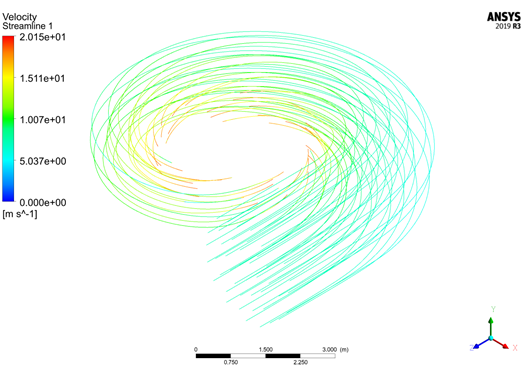 Velocity
Streamline 1
ANSYS
2019 R3
2.015e+01
1.511e+01
1.007e+01
5.037e+00
0.000e+00
[m s^-1]
Y
Z
X
0 1.500 3.000 (m)
0.750 2.250